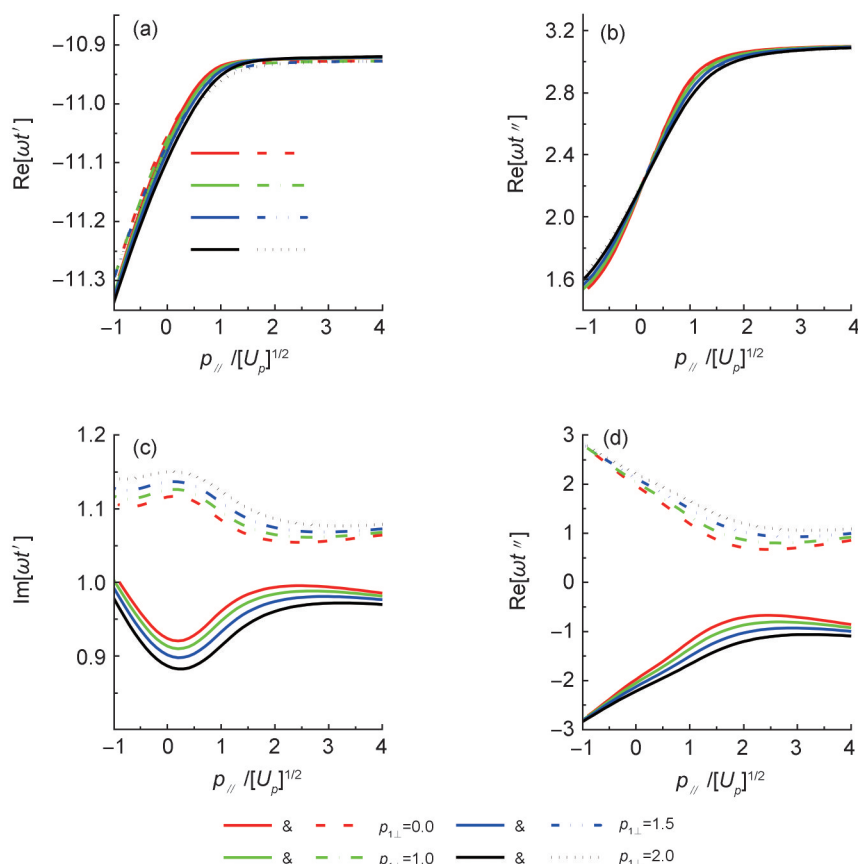 (a)
Re[ωt′]
−10.9
−11.0
−11.1
−11.2
−11.3
−1 0 1 2 3 4
p// /[Up]1/2
(b)
Re[ωt″]
3.2
2.8
2.4
2.0
1.6
−1 0 1 2 3 4
p// /[Up]1/2
(c)
Im[ωt′]
1.2
1.1
1.0
0.9
−1 0 1 2 3 4
p// /[Up]1/2
(d)
Re[ωt″]
3
2
1
0
−1
−2
−3
−1 0 1 2 3 4
p// /[Up]1/2
& p1⊥=0.0 & p1⊥=1.5
& =1.0 & p1⊥=2.0